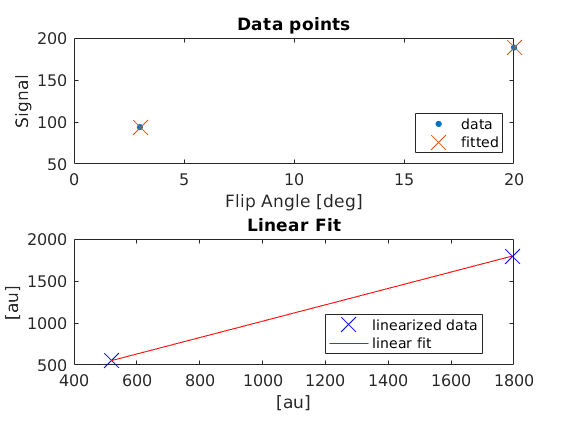 Data points
200
150
100
50
Signal
data
fitted
0
5
10
15
20
Flip Angle [deg]
Linear Fit
2000
1500
1000
500
[au]
linearized data
linear fit
400
600
800
1000
1200
1400
1600
1800
[au]